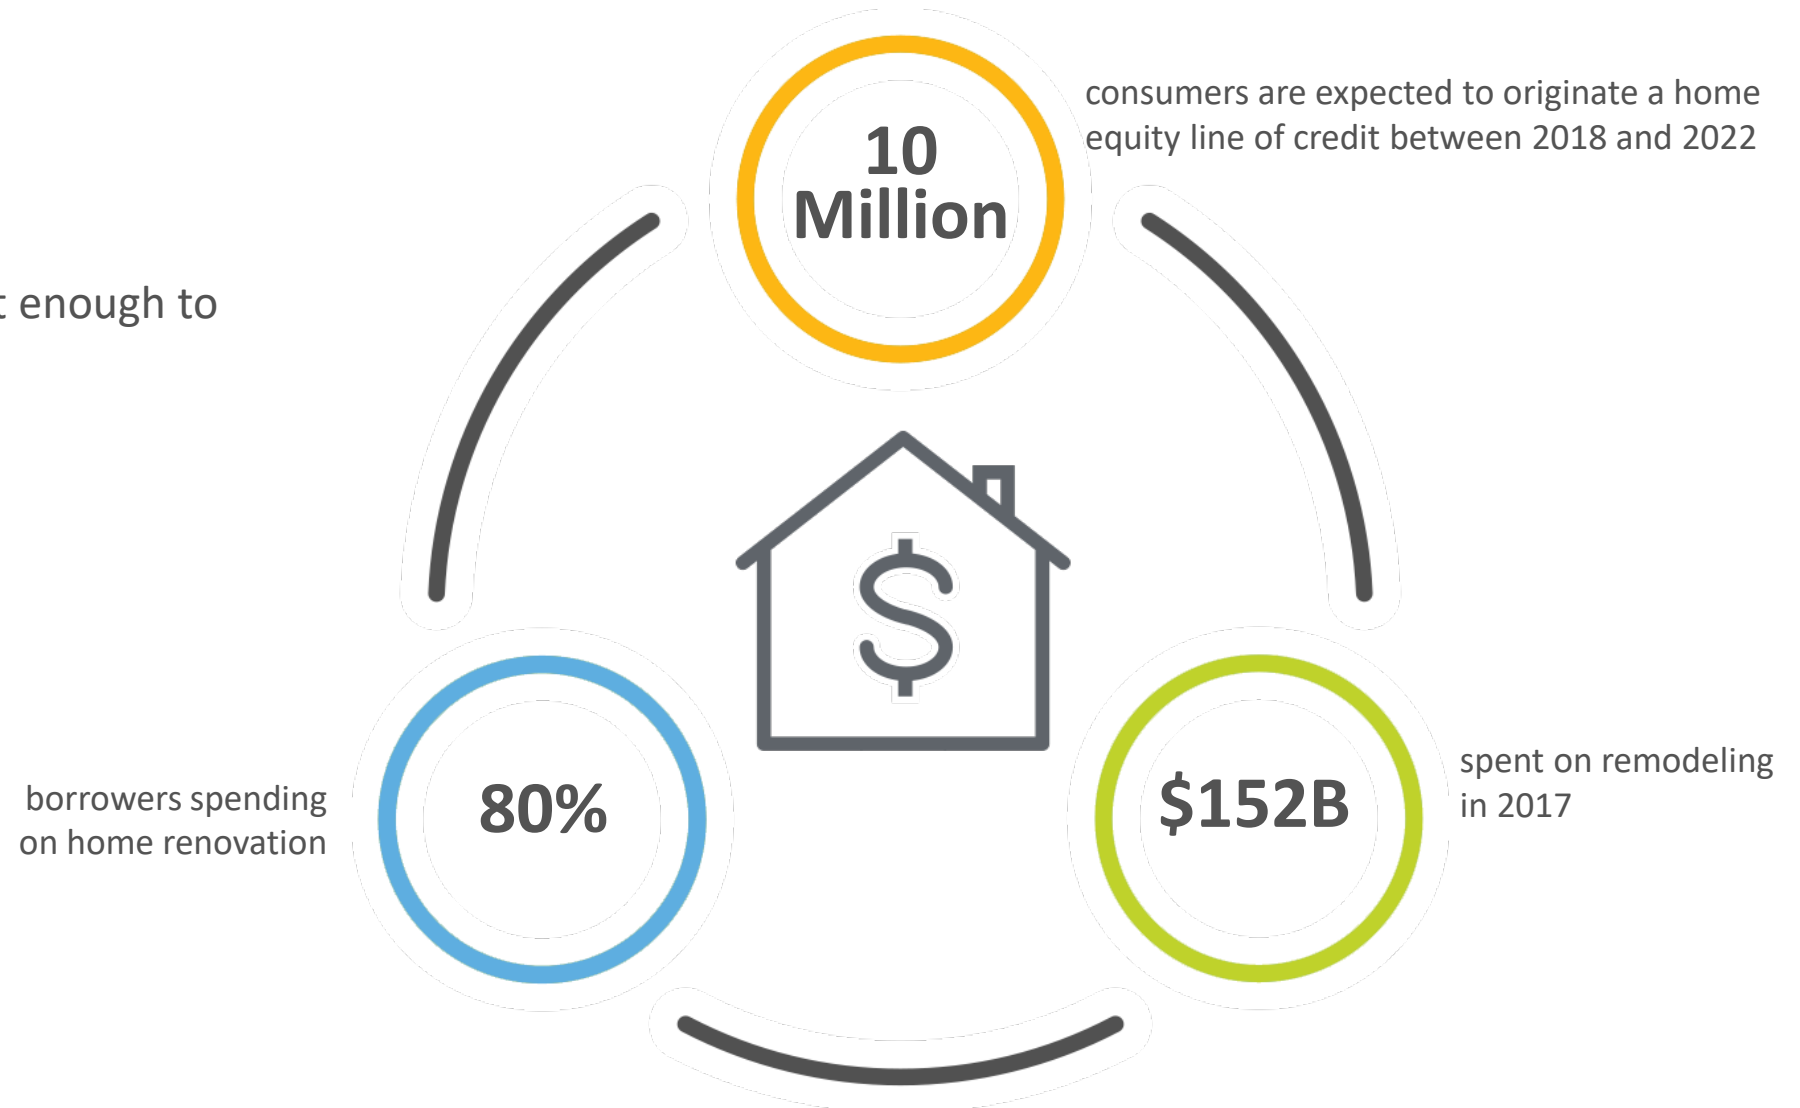 10
Million
consumers are expected to originate a home
equity line of credit between 2018 and 2022
enough to
$
80%
borrowers spending
on home renovation
$152B
spent on remodeling
in 2017